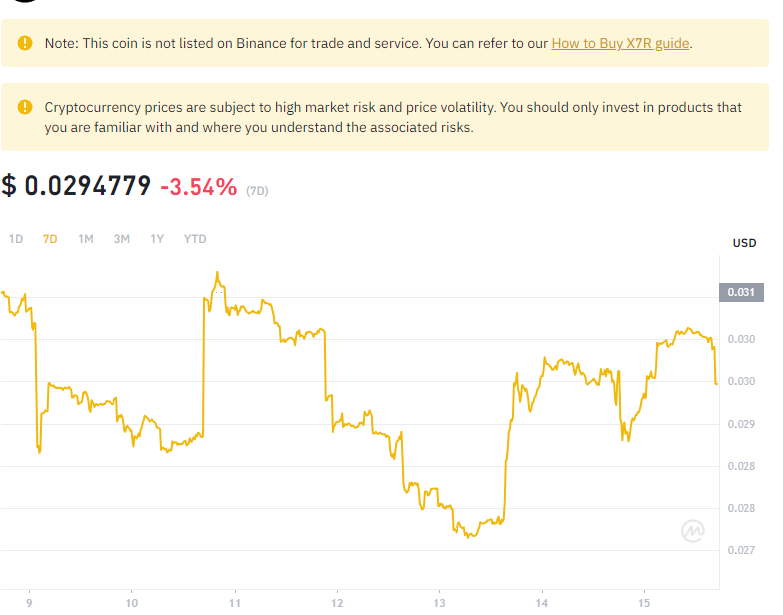 Note: This coin is not listed on Binance for trade and service. You can refer to our How to Buy X7R guide.
Cryptocurrency prices are subject to high market risk and price volatility. You should only invest in products that
you are familiar with and where you understand the associated risks.
$ 0.0294779 -3.54% (7D)
1D 7D 1M 3M 1Y YTD
USD
0.031
0.030
0.030
0.029
0.028
0.028
0.027
9 10 11 12 13 14 15